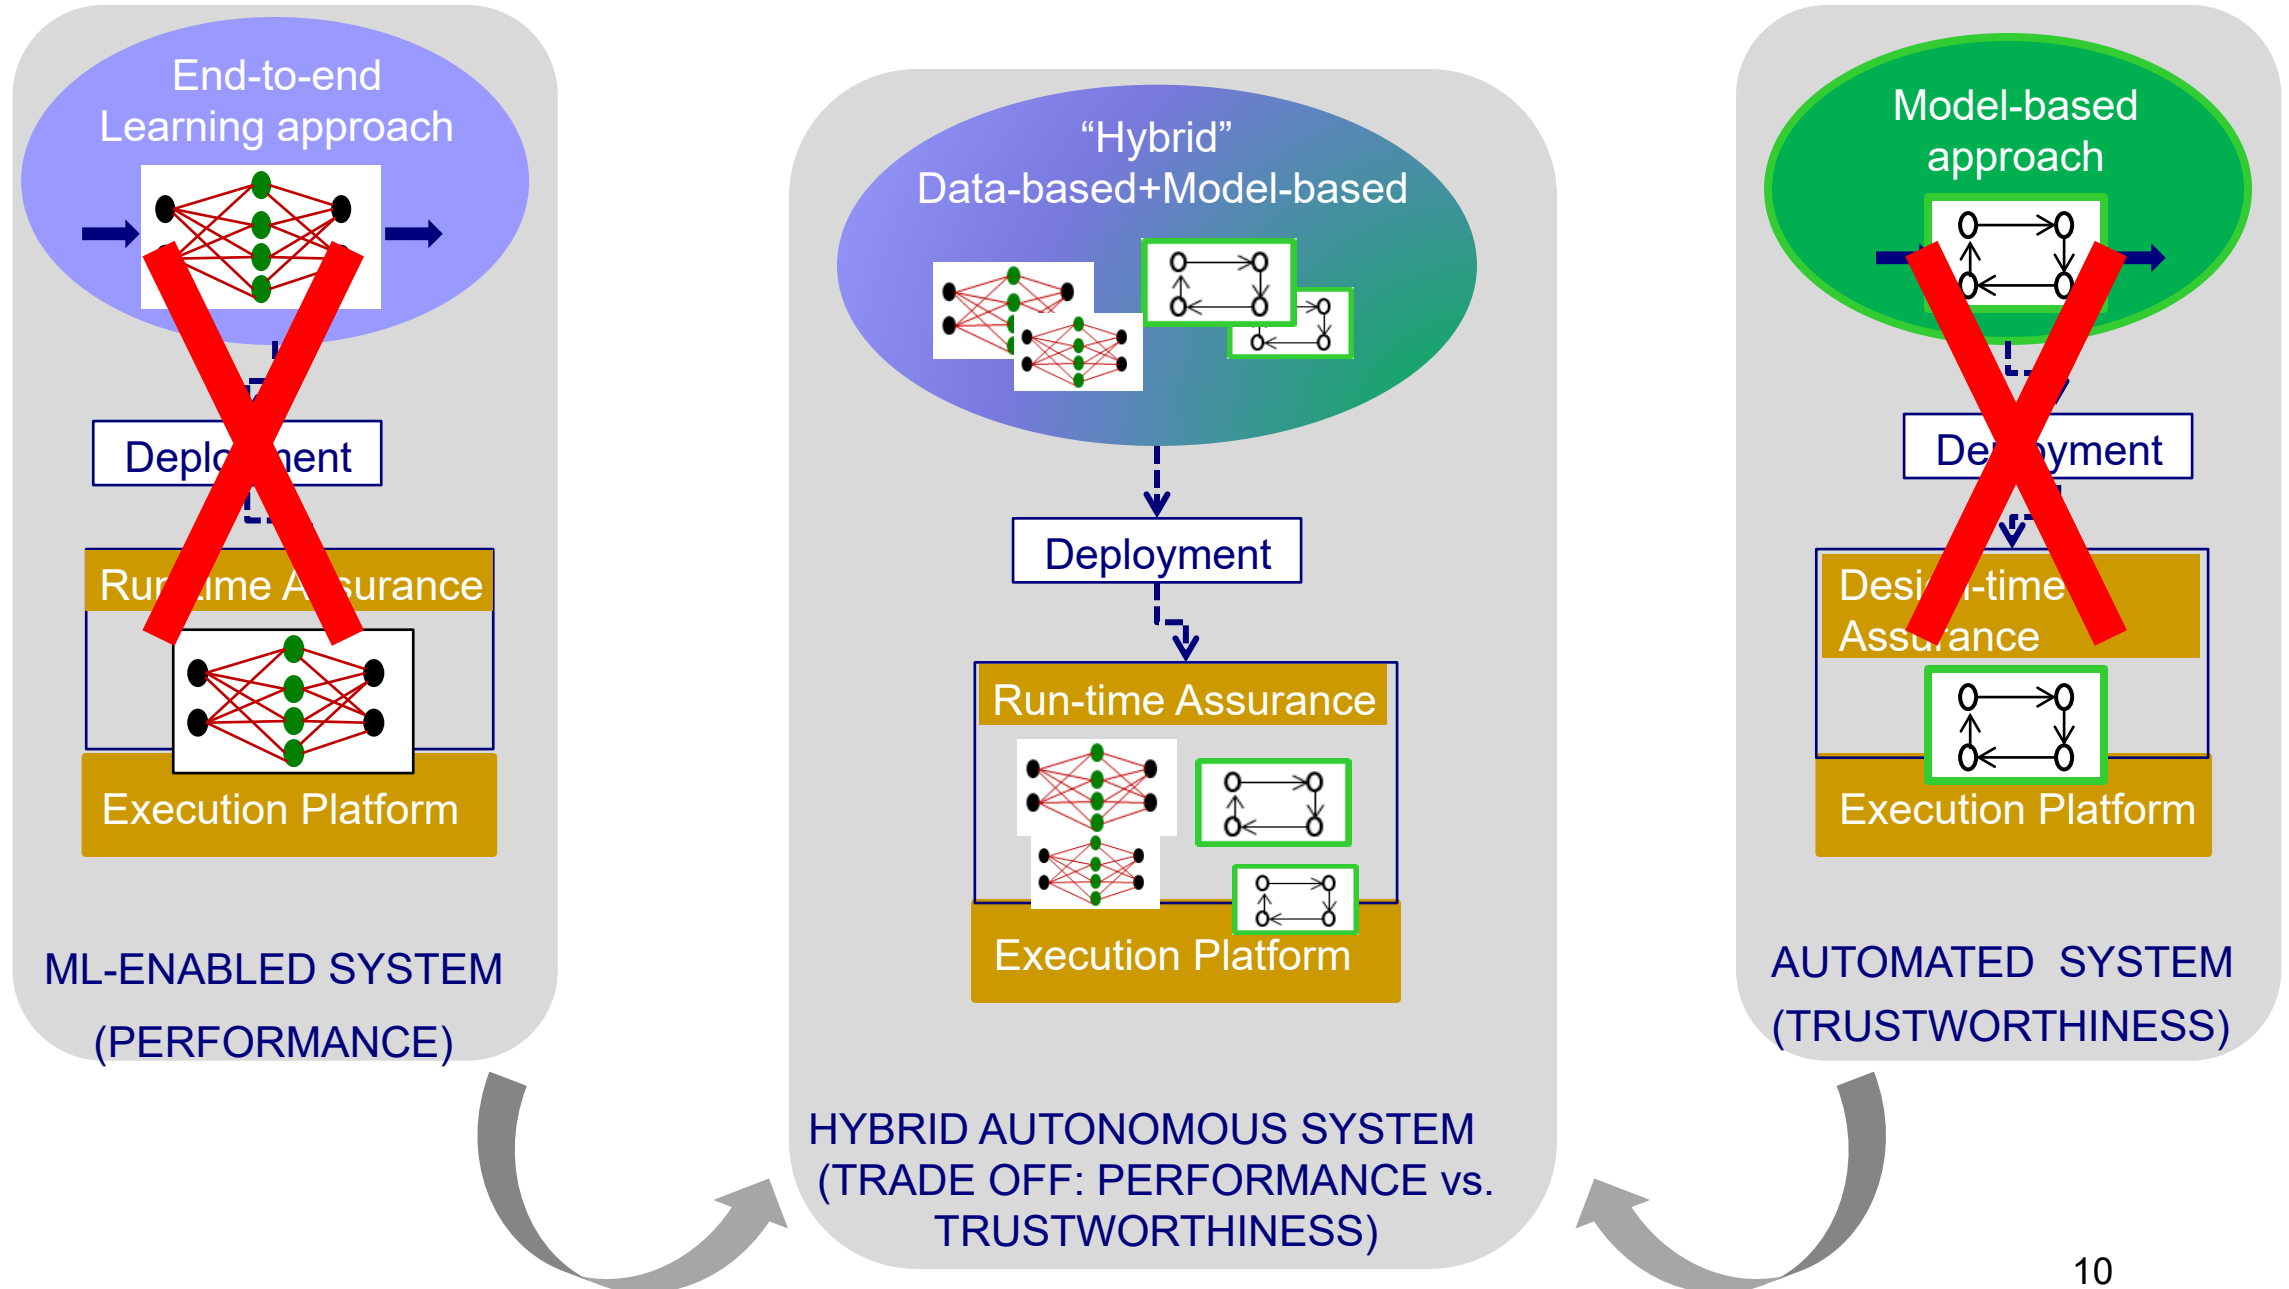 End-to-end
Learning approach
Deployment
Run-time Assurance
Execution Platform
ML-ENABLED SYSTEM
(PERFORMANCE)
“Hybrid”
Data-based+Model-based
Deployment
Run-time Assurance
Execution Platform
HYBRID AUTONOMOUS SYSTEM
(TRADE OFF: PERFORMANCE vs.
TRUSTWORTHINESS)
Model-based
approach
Deployment
Design-time
Assurance
Execution Platform
AUTOMATED SYSTEM
(TRUSTWORTHINESS)
10